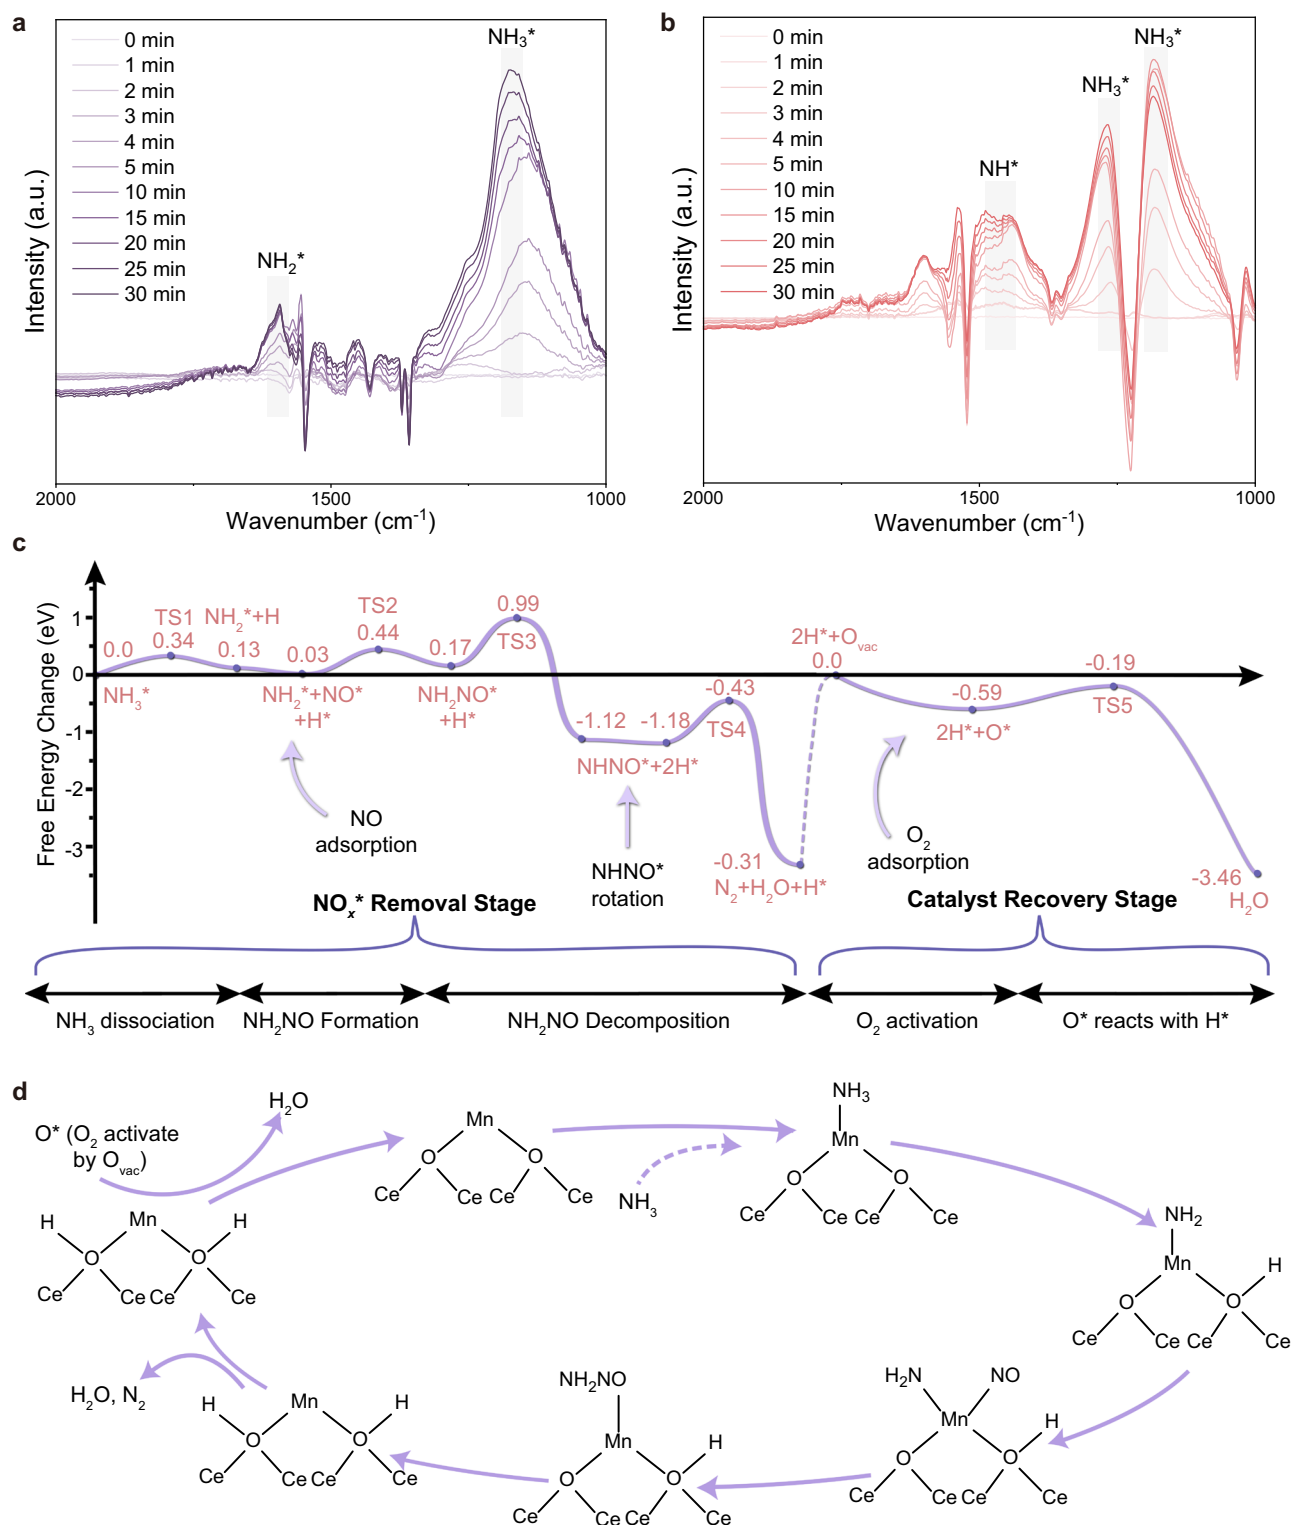 a
0 min
1 min
2 min
3 min
4 min
5 min
10 min
15 min
20 min
25 min
30 min
NH2*
NH3*
Intensity (a.u.)
2000 1500 1000
Wavenumber (cm-1)
b
0 min
1 min
2 min
3 min
4 min
5 min
10 min
15 min
20 min
25 min
30 min
NH*
NH3*
NH3*
Intensity (a.u.)
2000 1500 1000
Wavenumber (cm-1)
c
Free Energy Change (eV)
1
0
-1
-2
-3
0.0
NH3*
TS1
0.34
NH2*+H
0.13
0.03
NH2*+NO*
+H*
TS2
0.44
0.17
NH2NO*
+H*
0.99
TS3
-1.12
-1.18
NHNO*+2H*
-0.43
TS4
-0.31
N2+H2O+H*
2H*+Ovac
0.0
-0.59
2H*+O*
-0.19
TS5
-3.46
H2O
NO
adsorption
NHNO*
rotation
O2
adsorption
NOx* Removal Stage
Catalyst Recovery Stage
NH3 dissociation
NH2NO Formation
NH2NO Decomposition
O2 activation
O* reacts with H*
d
O* (O2 activate
by Ovac)
H2O
Mn
O O
Ce Ce Ce Ce
NH3
NH3
Mn
O O
Ce Ce Ce Ce
NH2
Mn
H
O O
Ce Ce Ce Ce
H2N NO
Mn
H
O O
Ce Ce Ce Ce
NH2NO
Mn
H
O O
Ce Ce Ce Ce
H Mn H
O O
Ce Ce Ce Ce
H2O, N2
H Mn H
O O
Ce Ce Ce Ce